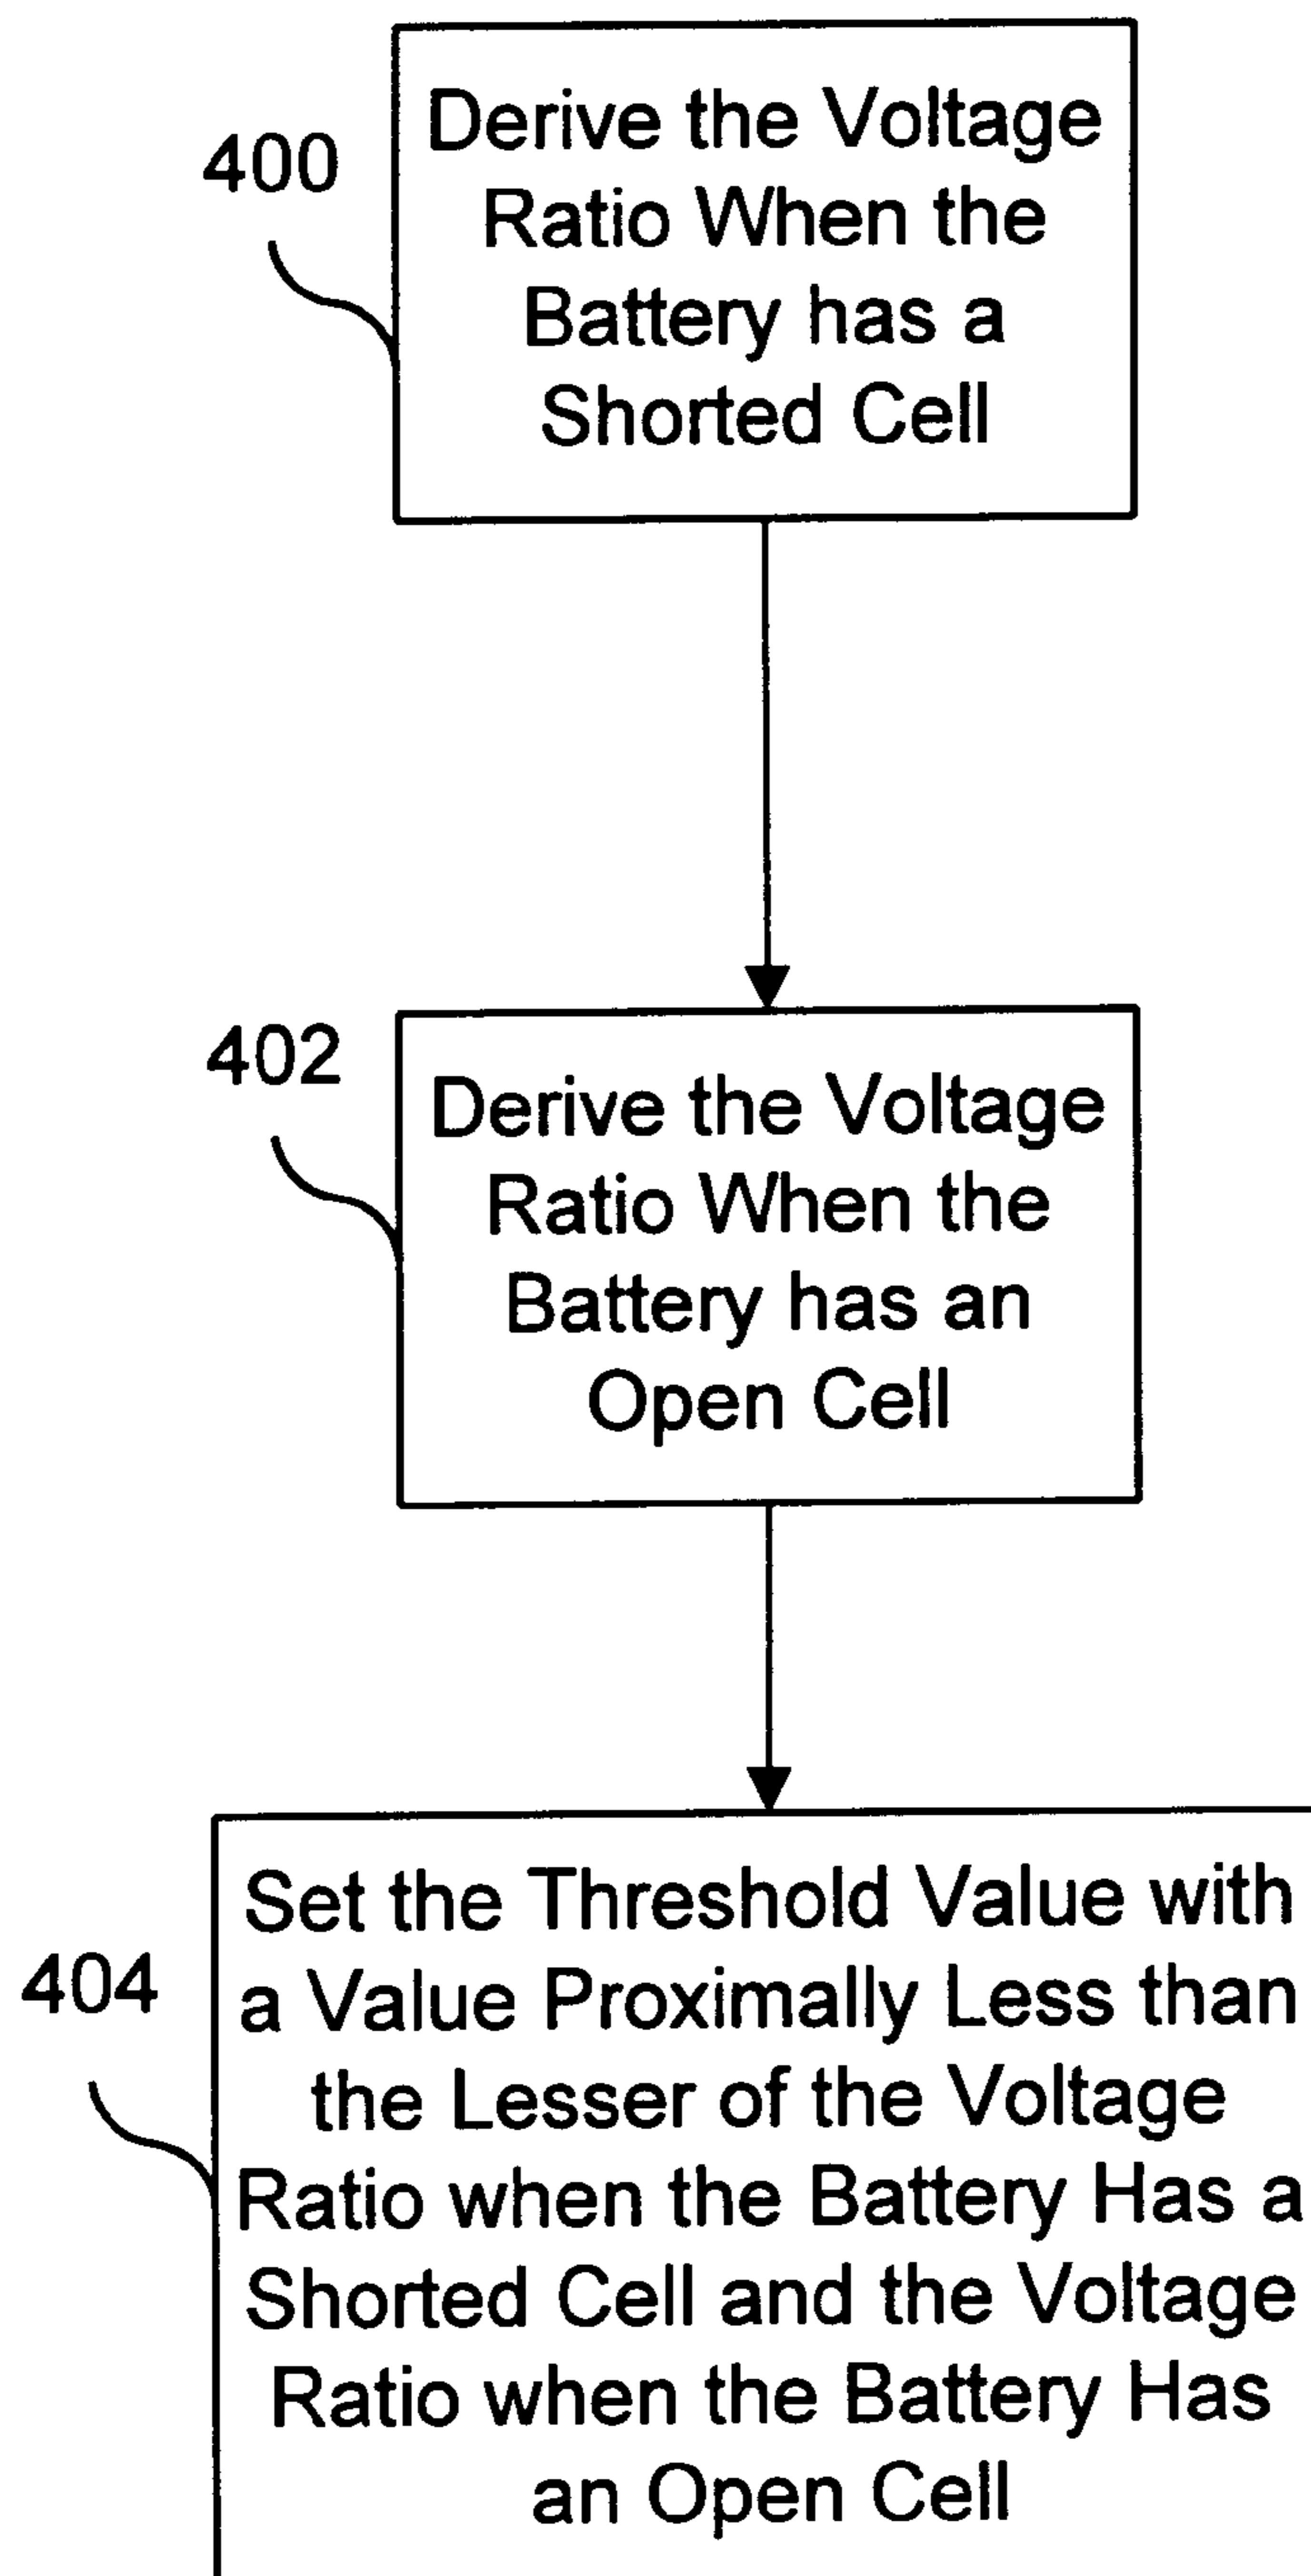 400
Derive the Voltage
Ratio When the
Battery has a
Shorted Cell
402
Derive the Voltage
Ratio When the
Battery has an
Open Cell
404
Set the Threshold Value with
a Value Proximally Less than
the Lesser of the Voltage
Ratio when the Battery Has a
Shorted Cell and the Voltage
Ratio when the Battery Has
an Open Cell